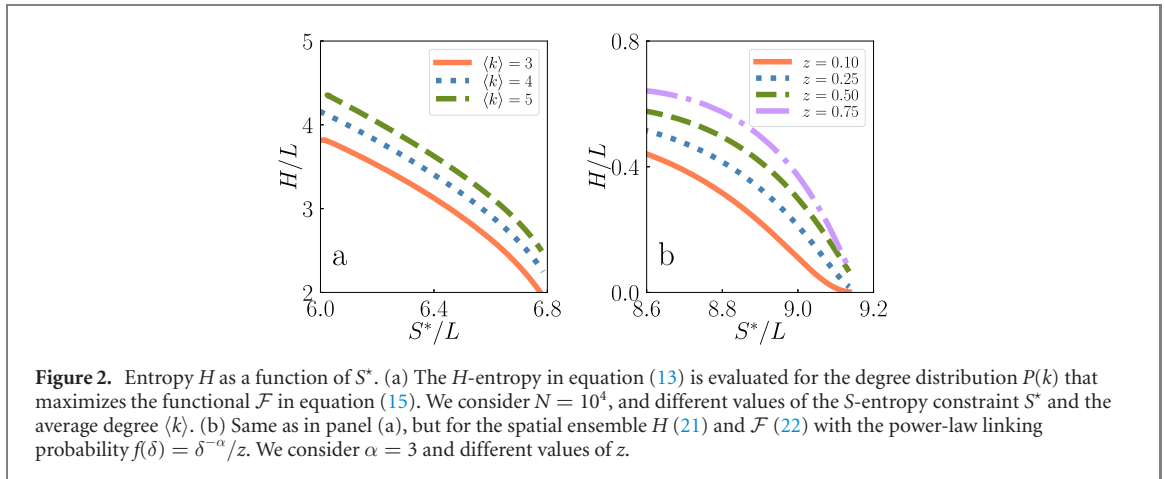 5
4
3
2
H/L
⟨k⟩ = 3
⟨k⟩ = 4
⟨k⟩ = 5
a
6.0 6.4 6.8
S*/L
0.8
0.4
0.0
H/L
z = 0.10
z = 0.25
z = 0.50
z = 0.75
b
8.6 8.8 9.0 9.2
S*/L
Figure 2. Entropy H as a function of S⋆. (a) The H-entropy in equation (13) is evaluated for the degree distribution P(k) that
maximizes the functional ℱ in equation (15). We consider N = 10⁴, and different values of the S-entropy constraint S⋆ and the
average degree ⟨k⟩. (b) Same as in panel (a), but for the spatial ensemble H (21) and ℱ (22) with the power-law linking
probability f(δ) = δ⁻ᵅ/z. We consider α = 3 and different values of z.